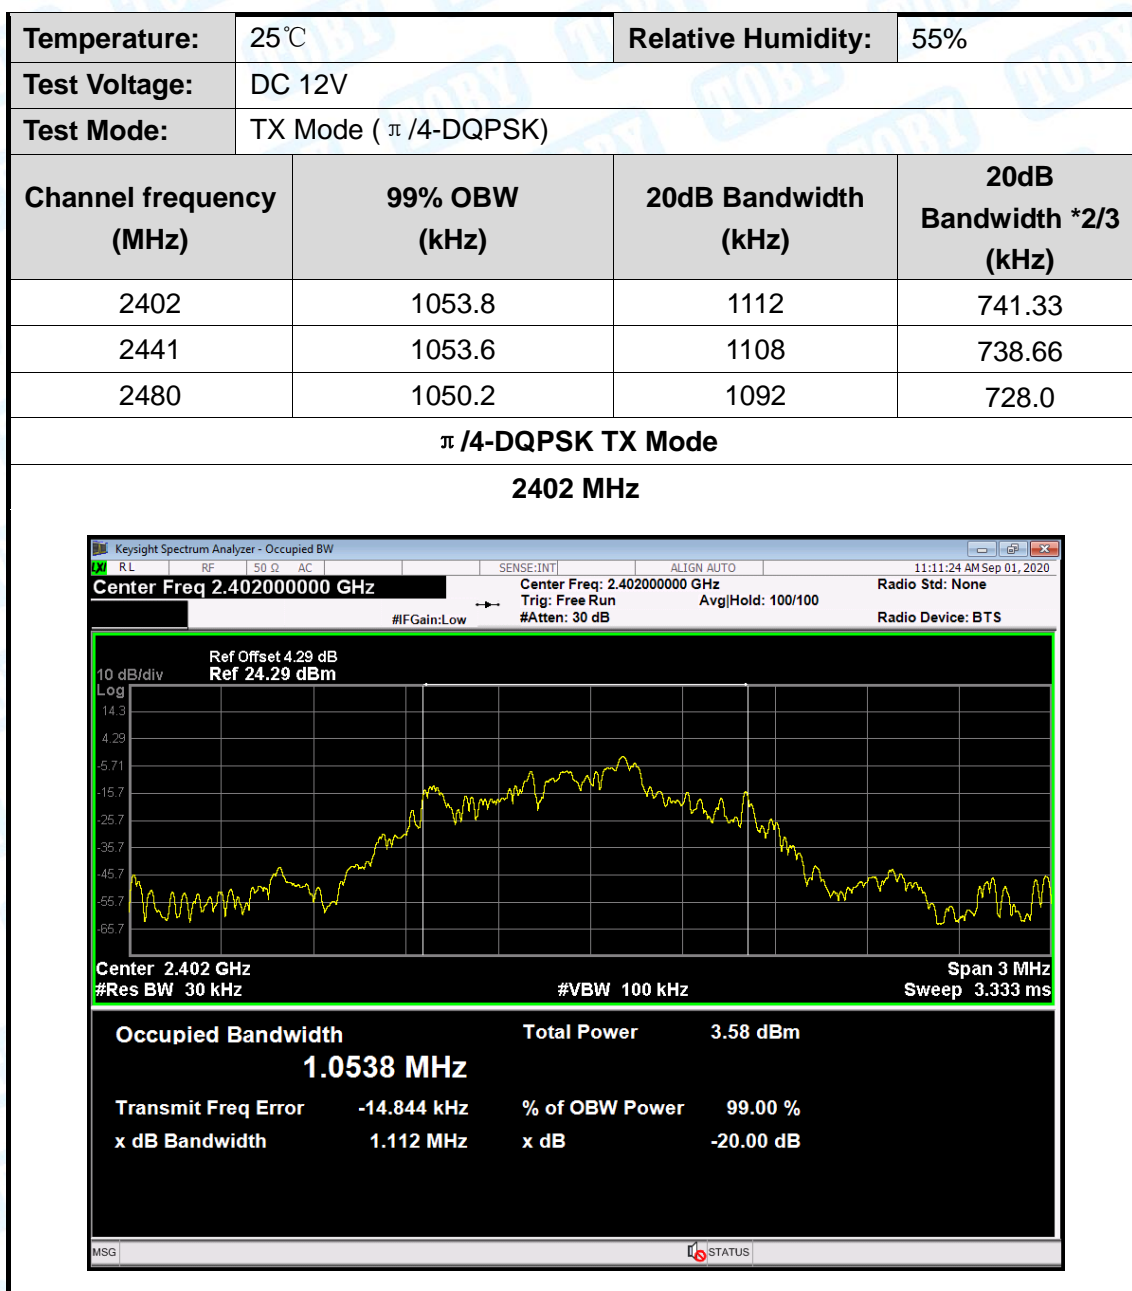 Temperature: 25℃ Relative Humidity: 55%
Test Voltage: DC 12V
Test Mode: TX Mode (π/4-DQPSK)
Channel frequency (MHz) 99% OBW (kHz) 20dB Bandwidth (kHz) 20dB Bandwidth *2/3 (kHz)
2402 1053.8 1112 741.33
2441 1053.6 1108 738.66
2480 1050.2 1092 728.0
π/4-DQPSK TX Mode
2402 MHz
Keysight Spectrum Analyzer - Occupied BW
LXI RL RF 50 Ω AC SENSE:INT ALIGN AUTO 11:11:24 AM Sep 01, 2020
Center Freq 2.402000000 GHz Center Freq: 2.402000000 GHz Radio Std: None
Trig: Free Run Avg|Hold: 100/100
#IFGain:Low #Atten: 30 dB Radio Device: BTS
Ref Offset 4.29 dB
10 dB/div Ref 24.29 dBm
Log
14.3
4.29
-5.71
-15.7
-25.7
-35.7
-45.7
-55.7
-65.7
Center 2.402 GHz Span 3 MHz
#Res BW 30 kHz #VBW 100 kHz Sweep 3.333 ms
Occupied Bandwidth Total Power 3.58 dBm
1.0538 MHz
Transmit Freq Error -14.844 kHz % of OBW Power 99.00 %
x dB Bandwidth 1.112 MHz x dB -20.00 dB
MSG STATUS
TOBY
TOBY
TOBY
TOBY
TOBY
TOBY